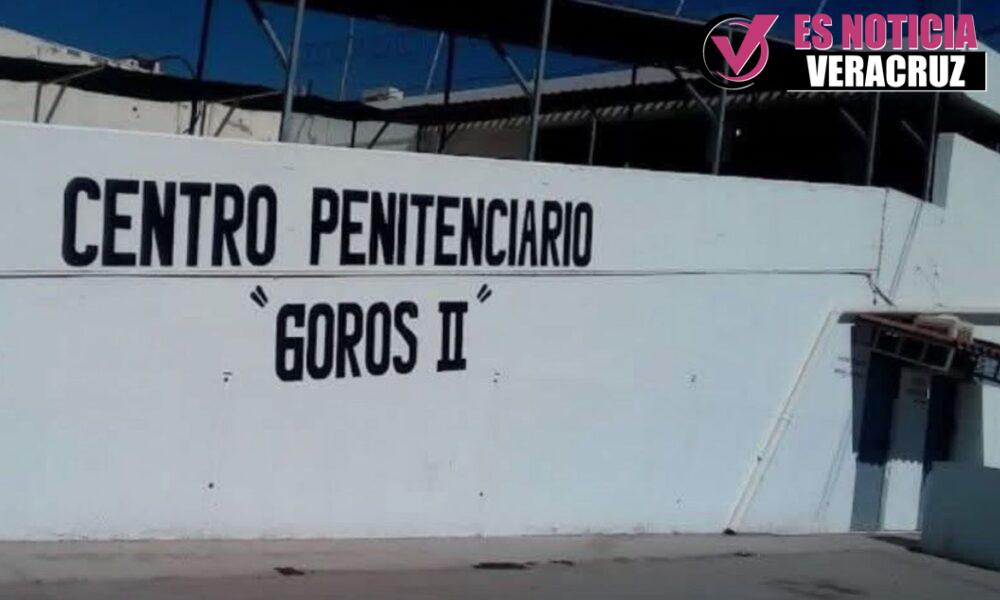 ES NOTICIA
VERACRUZ
CENTRO PENITENCIARIO
"GOROS II"